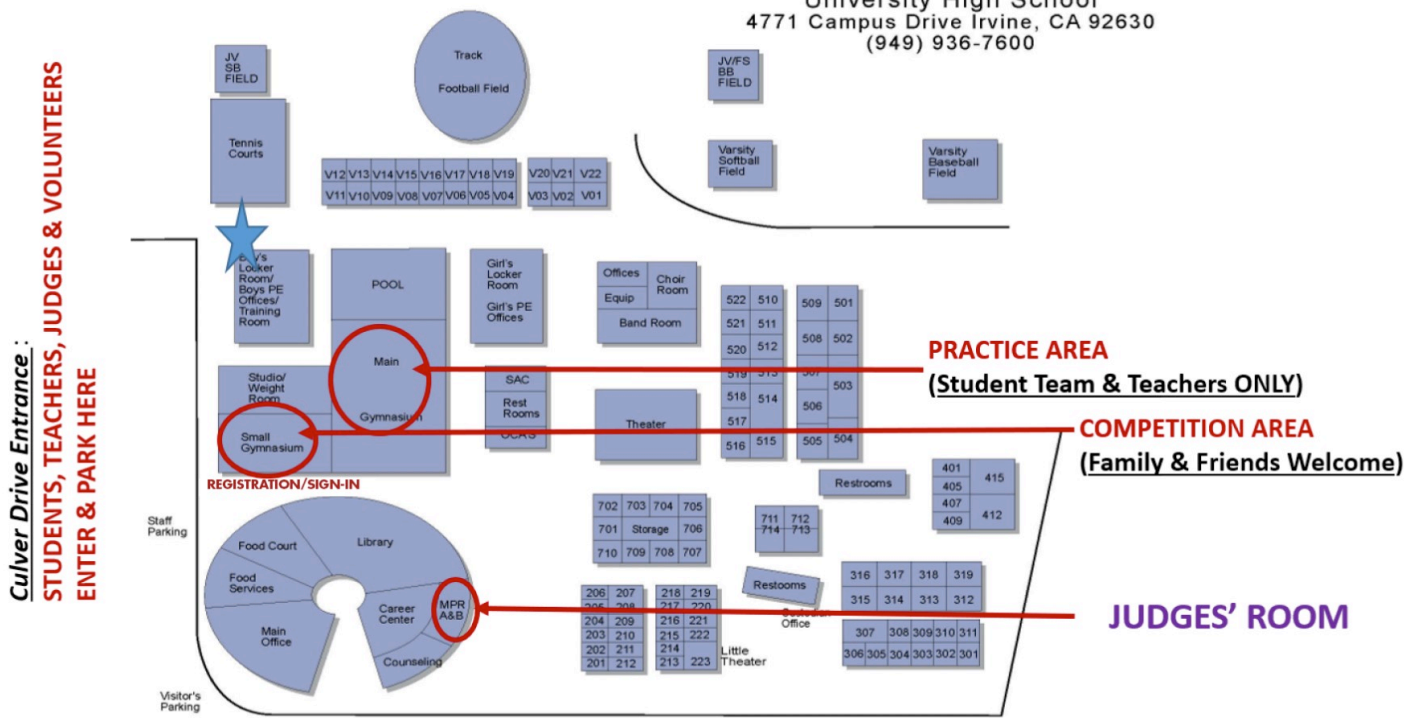 University High School
4771 Campus Drive Irvine, CA 92630
(949) 936-7600
Culver Drive Entrance :
STUDENTS, TEACHERS, JUDGES & VOLUNTEERS
ENTER & PARK HERE
JV
SB
FIELD
Track
Football Field
JV/FS
BB
FIELD
Tennis
Courts
Varsity
Softball
Field
Varsity
Baseball
Field
V12 V13 V14 V15 V16 V17 V18 V19
V11 V10 V09 V08 V07 V06 V05 V04
V20 V21 V22
V03 V02 V01
Boy's
Locker
Room/
Boys PE
Offices/
Training
Room
POOL
Girl's
Locker
Room
Girl's PE
Offices
Offices
Equip
Choir
Room
Band Room
522 510
521 511
520 512
519 513
518 514
517
516 515
509 501
508 502
507
503
506
505 504
Main
Gymnasium
Studio/
Weight
Room
Small
Gymnasium
REGISTRATION/SIGN-IN
SAC
Rest
Rooms
Theater
PRACTICE AREA
(Student Team & Teachers ONLY)
COMPETITION AREA
(Family & Friends Welcome)
Restrooms
401
405
407
409
415
412
Staff
Parking
Food Court
Library
Food
Services
Main
Office
Career
Center
MPR
A&B
Counseling
702 703 704 705
701 Storage 706
710 709 708 707
711 712
714 713
Restooms
Office
316 317 318 319
315 314 313 312
307 308 309 310 311
306 305 304 303 302 301
206 207
205 208
204 209
203 210
202 211
201 212
218 219
217 220
216 221
215 222
214
213 223
Little
Theater
JUDGES' ROOM
Visitor's
Parking